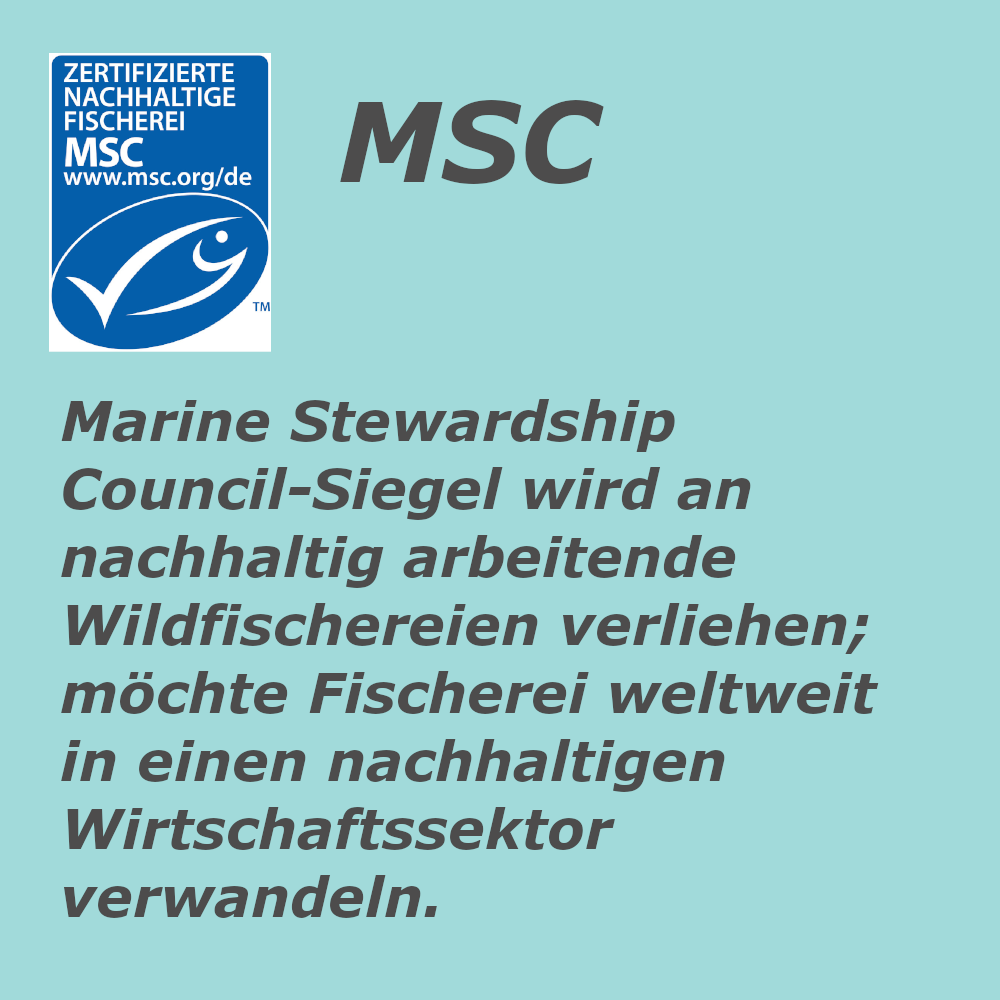 ZERTIFIZIERTE
NACHHALTIGE
FISCHEREI
MSC
www.msc.org/de
TM
MSC
Marine Stewardship
Council-Siegel wird an
nachhaltig arbeitende
Wildfischereien verliehen;
möchte Fischerei weltweit
in einen nachhaltigen
Wirtschaftssektor
verwandeln.